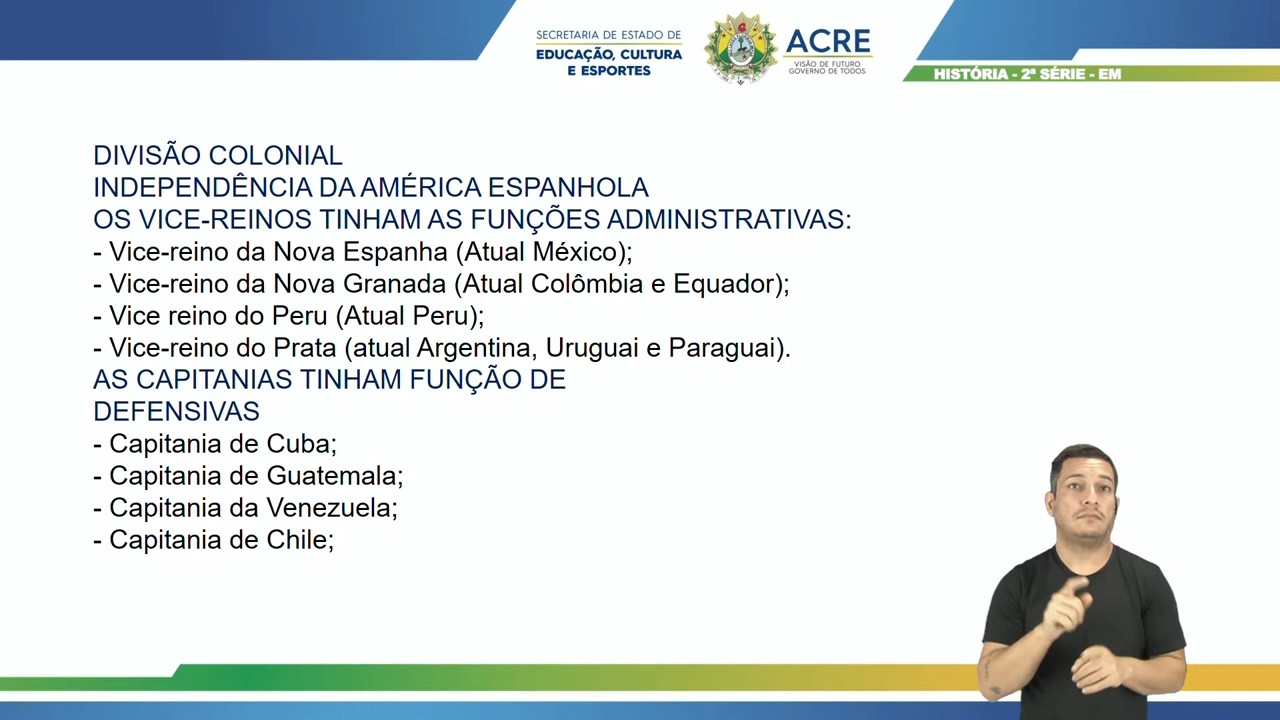 SECRETARIA DE ESTADO DE
EDUCAÇÃO, CULTURA
E ESPORTES
ACRE
VISÃO DE FUTURO.
GOVERNO DE TODOS.
HISTÓRIA - 2ª SÉRIE - EM
DIVISÃO COLONIAL
INDEPENDÊNCIA DA AMÉRICA ESPANHOLA
OS VICE-REINOS TINHAM AS FUNÇÕES ADMINISTRATIVAS:
- Vice-reino da Nova Espanha (Atual México);
- Vice-reino da Nova Granada (Atual Colômbia e Equador);
- Vice reino do Peru (Atual Peru);
- Vice-reino do Prata (atual Argentina, Uruguai e Paraguai).
AS CAPITANIAS TINHAM FUNÇÃO DE
DEFENSIVAS
- Capitania de Cuba;
- Capitania de Guatemala;
- Capitania da Venezuela;
- Capitania de Chile;